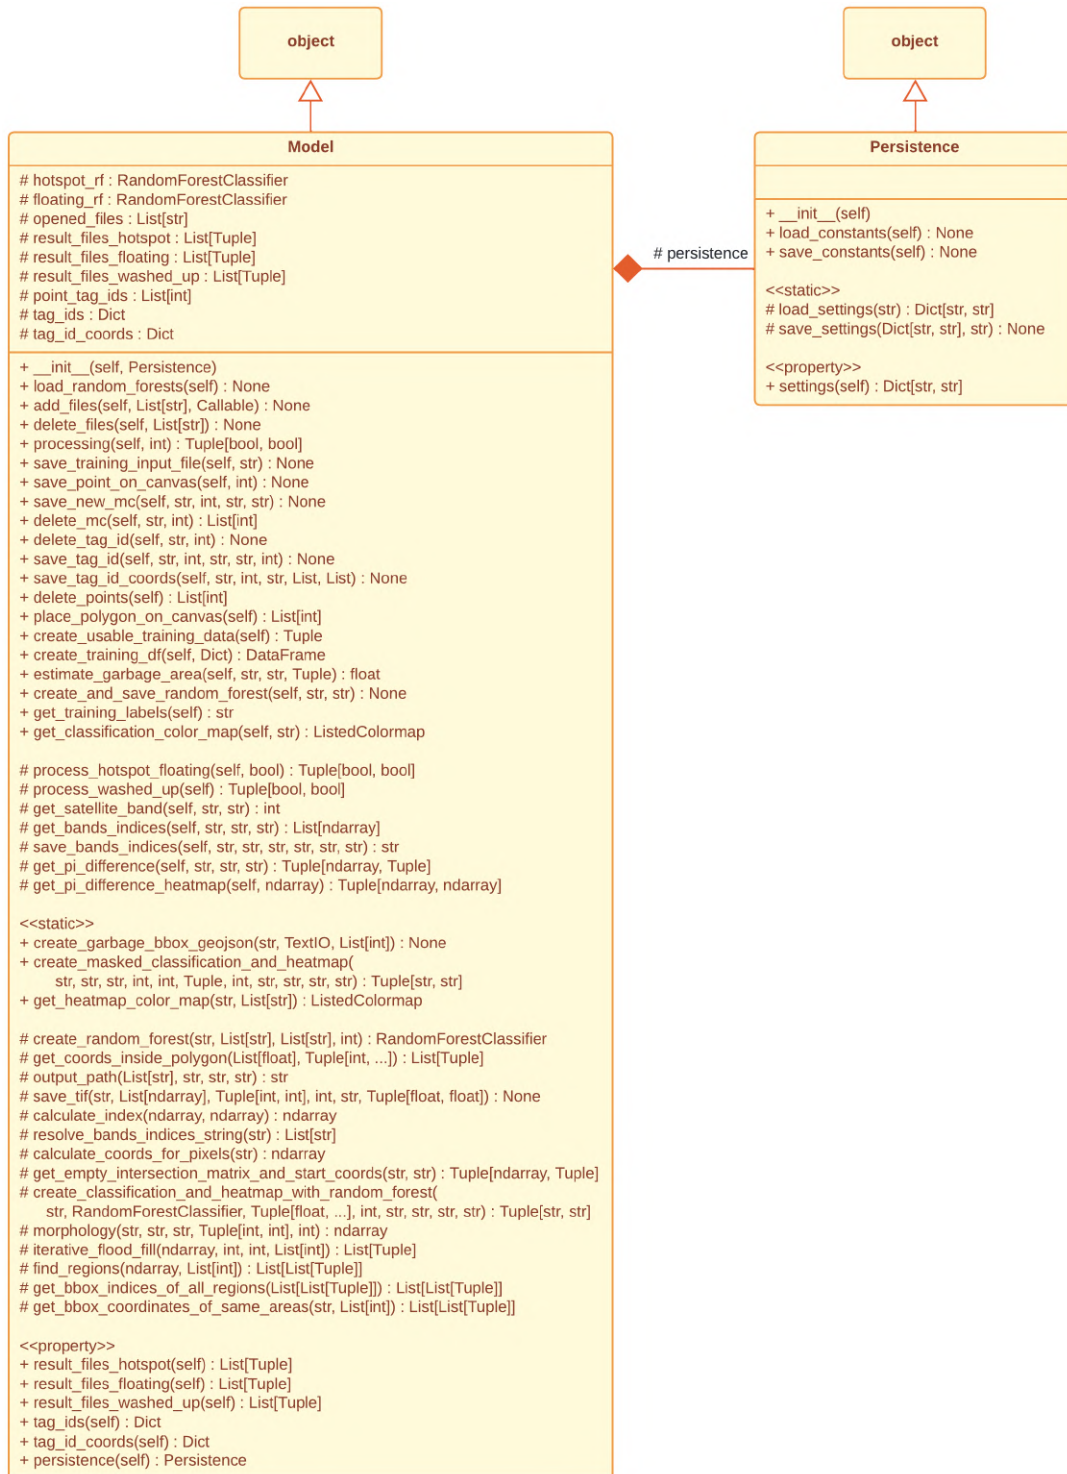 object
object
Model
# hotspot_rf : RandomForestClassifier
# floating_rf : RandomForestClassifier
# opened_files : List[str]
# result_files_hotspot : List[Tuple]
# result_files_floating : List[Tuple]
# result_files_washed_up : List[Tuple]
# point_tag_ids : List[int]
# tag_ids : Dict
# tag_id_coords : Dict
+ __init__(self, Persistence)
+ load_random_forests(self) : None
+ add_files(self, List[str], Callable) : None
+ delete_files(self, List[str]) : None
+ processing(self, int) : Tuple[bool, bool]
+ save_training_input_file(self, str) : None
+ save_point_on_canvas(self, int) : None
+ save_new_mc(self, str, int, str, str) : None
+ delete_mc(self, str, int) : List[int]
+ delete_tag_id(self, str, int) : None
+ save_tag_id(self, str, int, str, str, int) : None
+ save_tag_id_coords(self, str, int, str, List, List) : None
+ delete_points(self) : List[int]
+ place_polygon_on_canvas(self) : List[int]
+ create_usable_training_data(self) : Tuple
+ create_training_df(self, Dict) : DataFrame
+ estimate_garbage_area(self, str, str, Tuple) : float
+ create_and_save_random_forest(self, str, str) : None
+ get_training_labels(self) : str
+ get_classification_color_map(self, str) : ListedColormap
# process_hotspot_floating(self, bool) : Tuple[bool, bool]
# process_washed_up(self) : Tuple[bool, bool]
# get_satellite_band(self, str, str) : int
# get_bands_indices(self, str, str, str) : List[ndarray]
# save_bands_indices(self, str, str, str, str, str, str) : str
# get_pi_difference(self, str, str, str) : Tuple[ndarray, Tuple]
# get_pi_difference_heatmap(self, ndarray) : Tuple[ndarray, ndarray]
<<static>>
+ create_garbage_bbox_geojson(str, TextIO, List[int]) : None
+ create_masked_classification_and_heatmap(
str, str, str, int, int, Tuple, int, str, str, str, str) : Tuple[str, str]
+ get_heatmap_color_map(str, List[str]) : ListedColormap
# create_random_forest(str, List[str], List[str], int) : RandomForestClassifier
# get_coords_inside_polygon(List[float], Tuple[int, ...]) : List[Tuple]
# output_path(List[str], str, str, str) : str
# save_tif(str, List[ndarray], Tuple[int, int], int, str, Tuple[float, float]) : None
# calculate_index(ndarray, ndarray) : ndarray
# resolve_bands_indices_string(str) : List[str]
# calculate_coords_for_pixels(str) : ndarray
# get_empty_intersection_matrix_and_start_coords(str, str) : Tuple[ndarray, Tuple]
# create_classification_and_heatmap_with_random_forest(
str, RandomForestClassifier, Tuple[float, ...], int, str, str, str, str) : Tuple[str, str]
# morphology(str, str, str, Tuple[int, int], int) : ndarray
# iterative_flood_fill(ndarray, int, int, List[int]) : List[Tuple]
# find_regions(ndarray, List[int]) : List[List[Tuple]]
# get_bbox_indices_of_all_regions(List[List[Tuple]]) : List[List[Tuple]]
# get_bbox_coordinates_of_same_areas(str, List[int]) : List[List[Tuple]]
<<property>>
+ result_files_hotspot(self) : List[Tuple]
+ result_files_floating(self) : List[Tuple]
+ result_files_washed_up(self) : List[Tuple]
+ tag_ids(self) : Dict
+ tag_id_coords(self) : Dict
+ persistence(self) : Persistence
# persistence
Persistence
+ __init__(self)
+ load_constants(self) : None
+ save_constants(self) : None
<<static>>
# load_settings(str) : Dict[str, str]
# save_settings(Dict[str, str], str) : None
<<property>>
+ settings(self) : Dict[str, str]